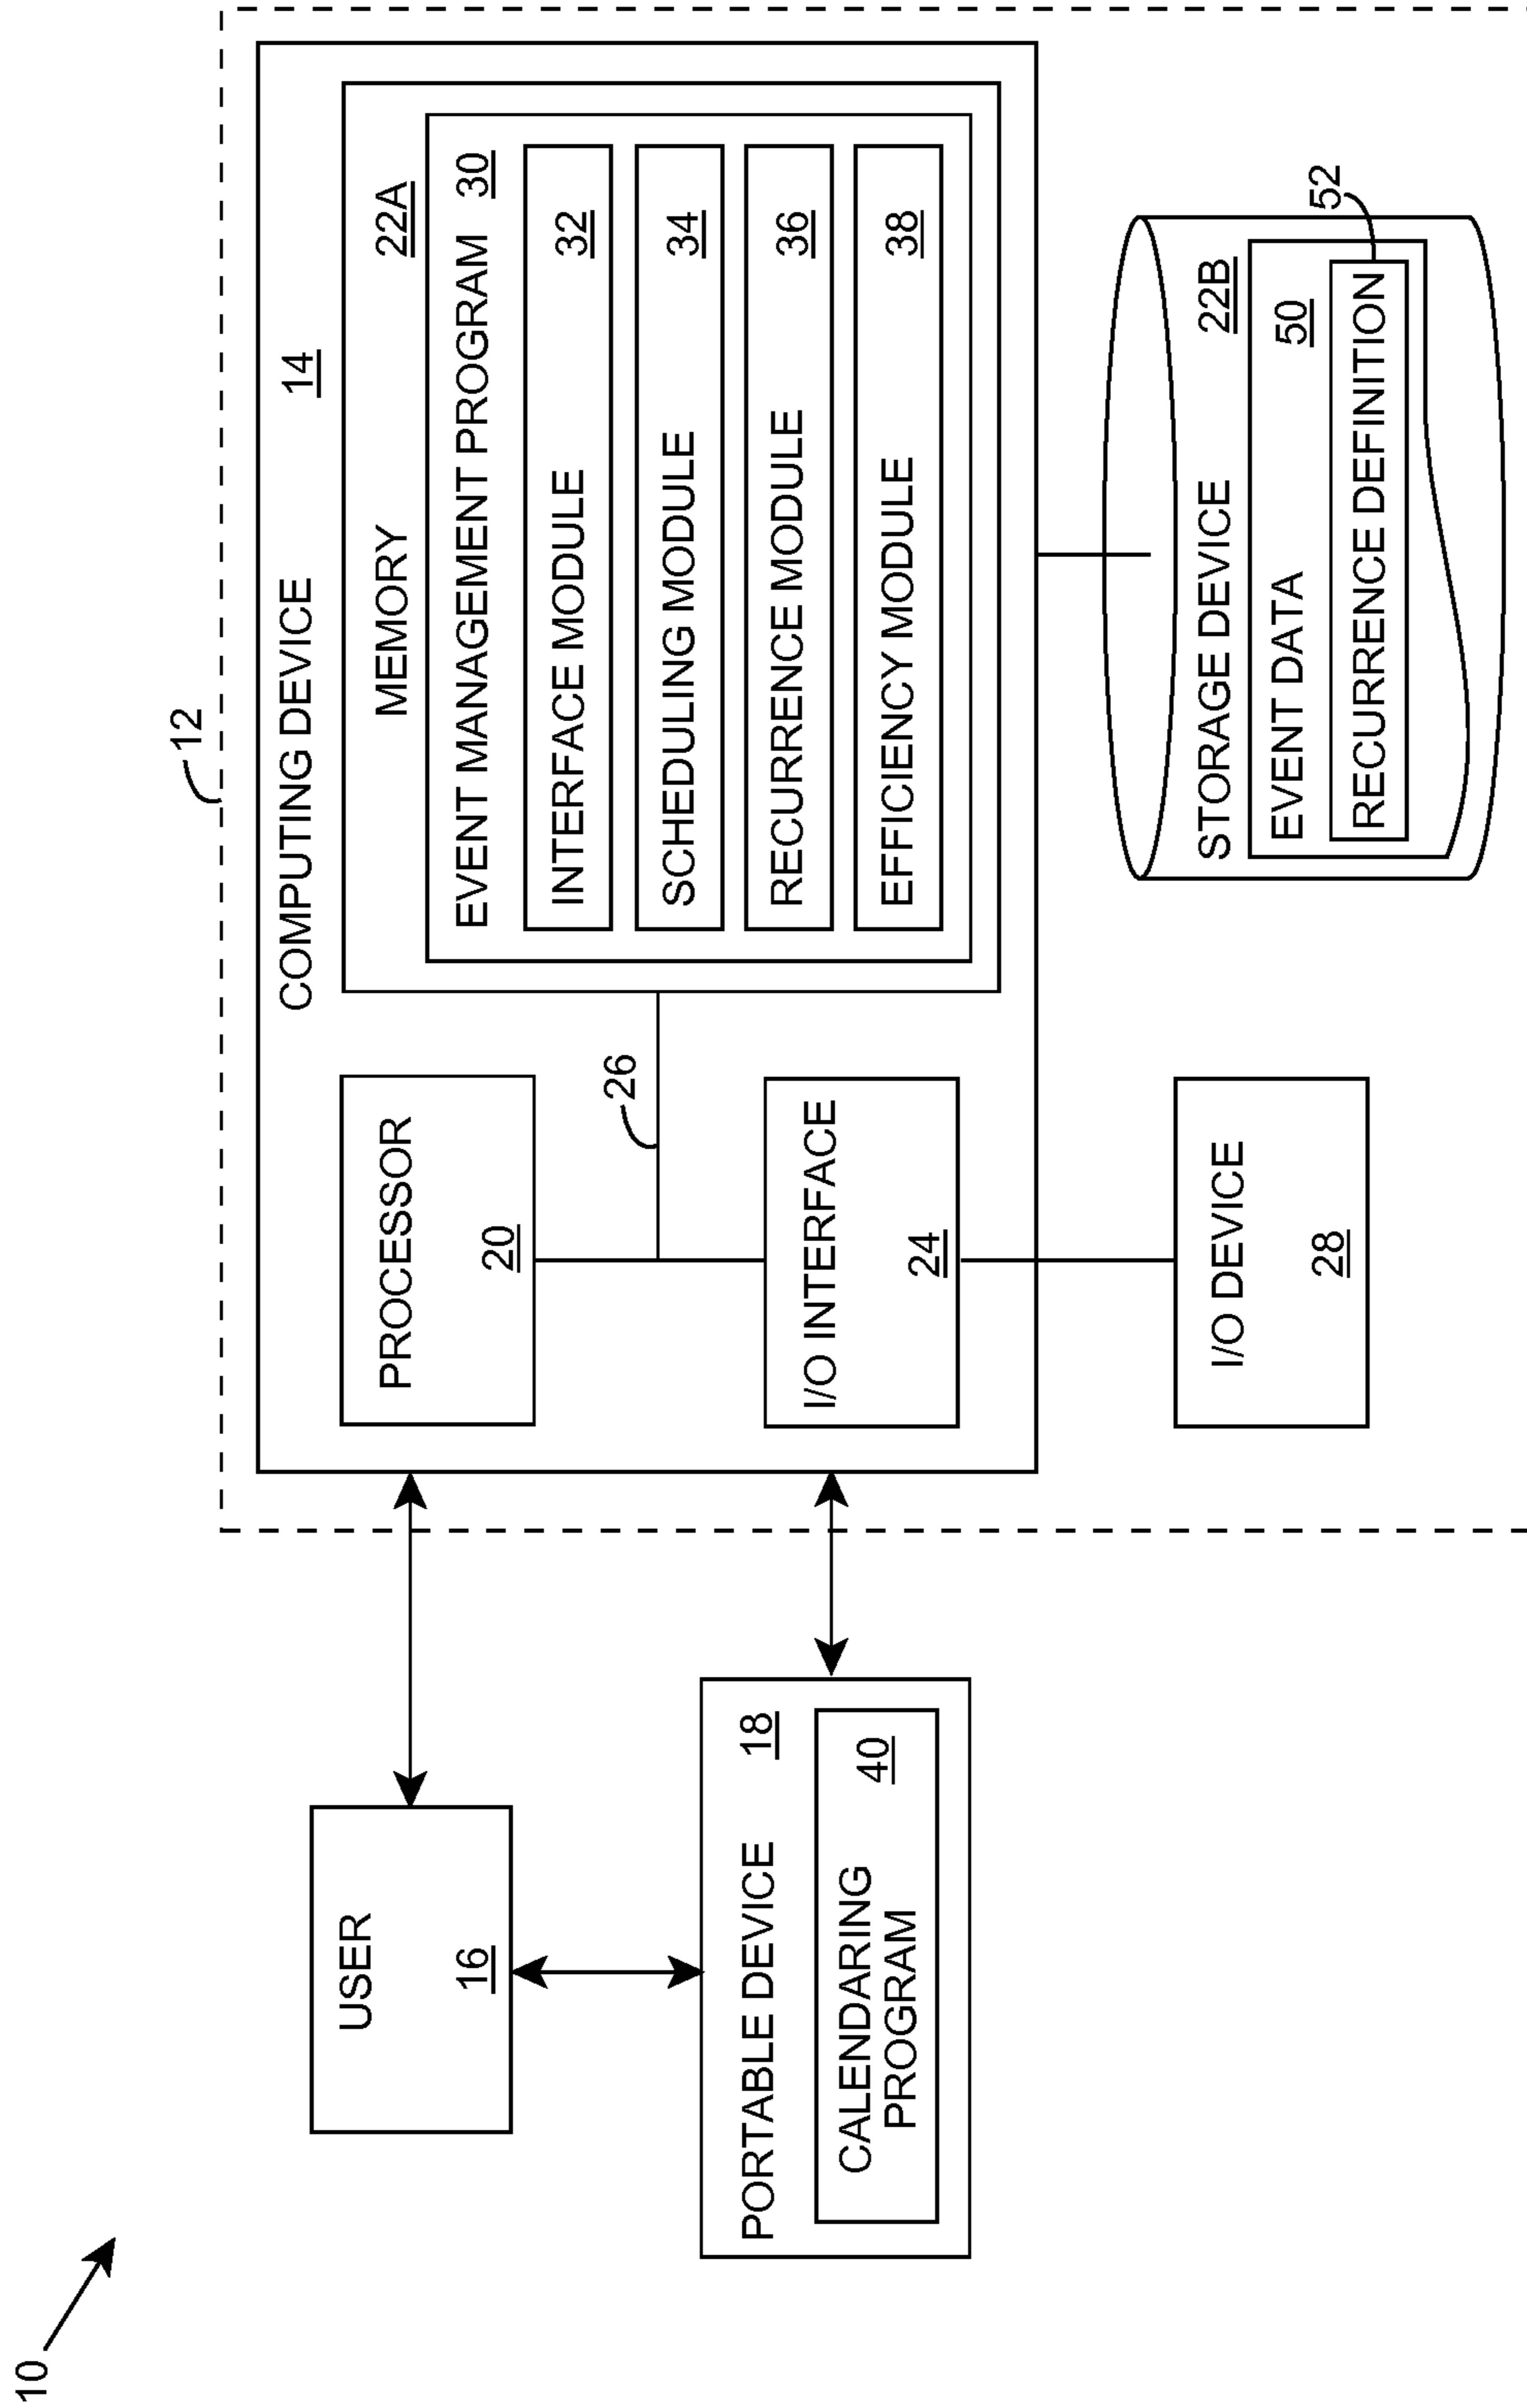 10
12
COMPUTING DEVICE 14
USER
16
PORTABLE DEVICE 18
CALENDARING
PROGRAM
40
PROCESSOR
20
I/O INTERFACE
24
26
MEMORY 22A
EVENT MANAGEMENT PROGRAM 30
INTERFACE MODULE 32
SCHEDULING MODULE 34
RECURRENCE MODULE 36
EFFICIENCY MODULE 38
I/O DEVICE
28
STORAGE DEVICE 22B
EVENT DATA 50
RECURRENCE DEFINITION
52